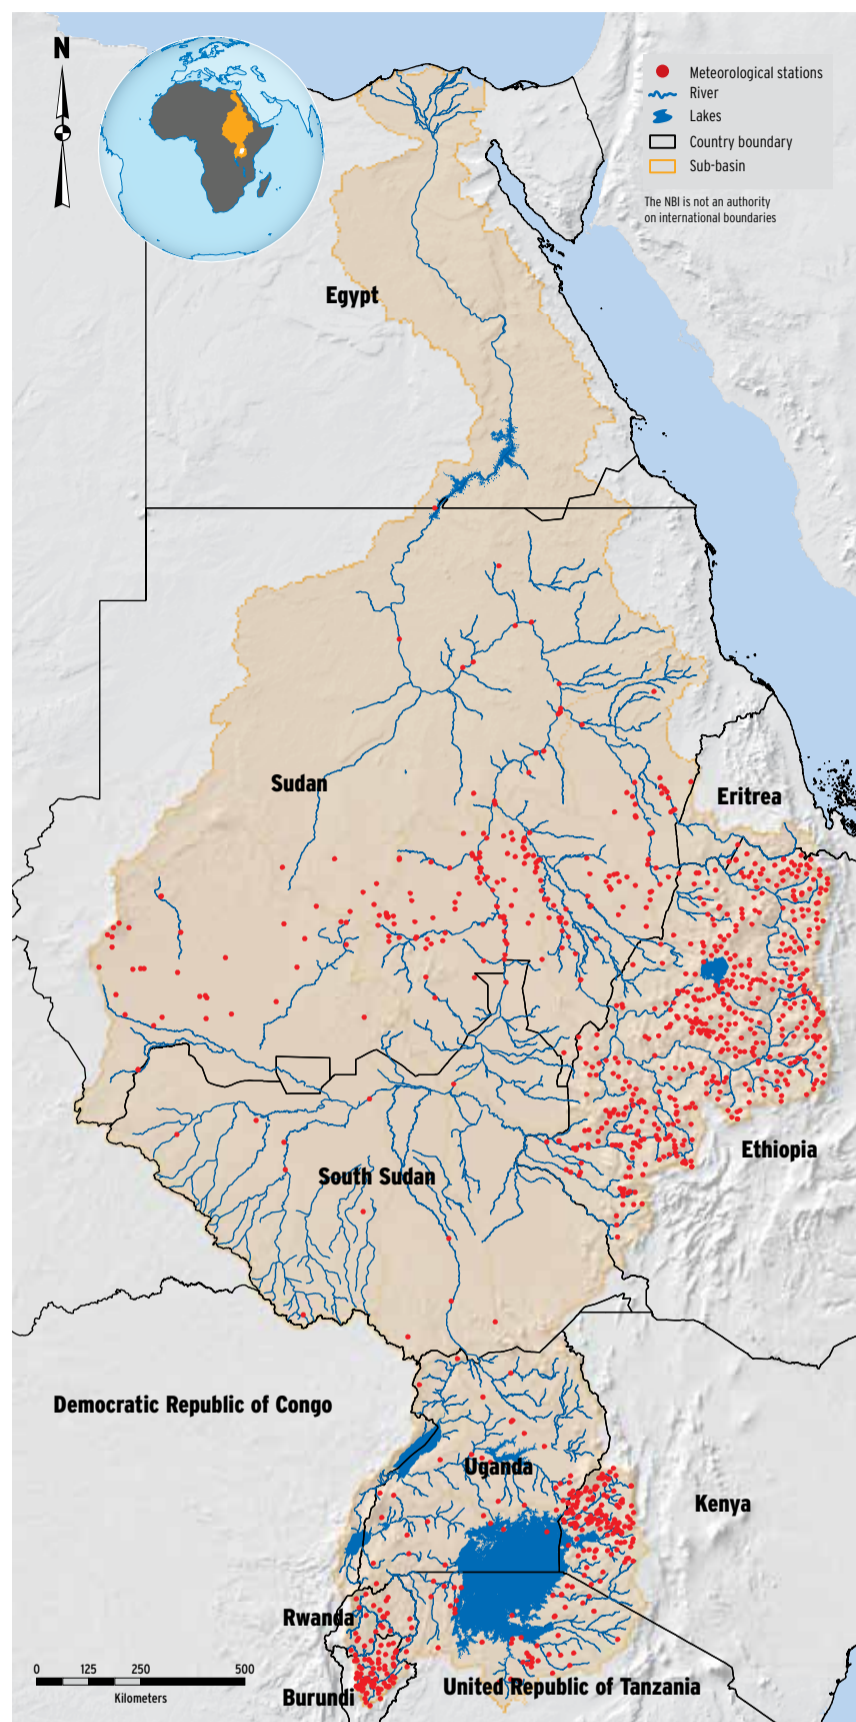 N
Meteorological stations
River
Lakes
Country boundary
Sub-basin
The NBI is not an authority
on international boundaries
Egypt
Sudan
Eritrea
Ethiopia
South Sudan
Democratic Republic of Congo
Uganda
Kenya
Rwanda
0 125 250 500
Kilometers
Burundi
United Republic of Tanzania